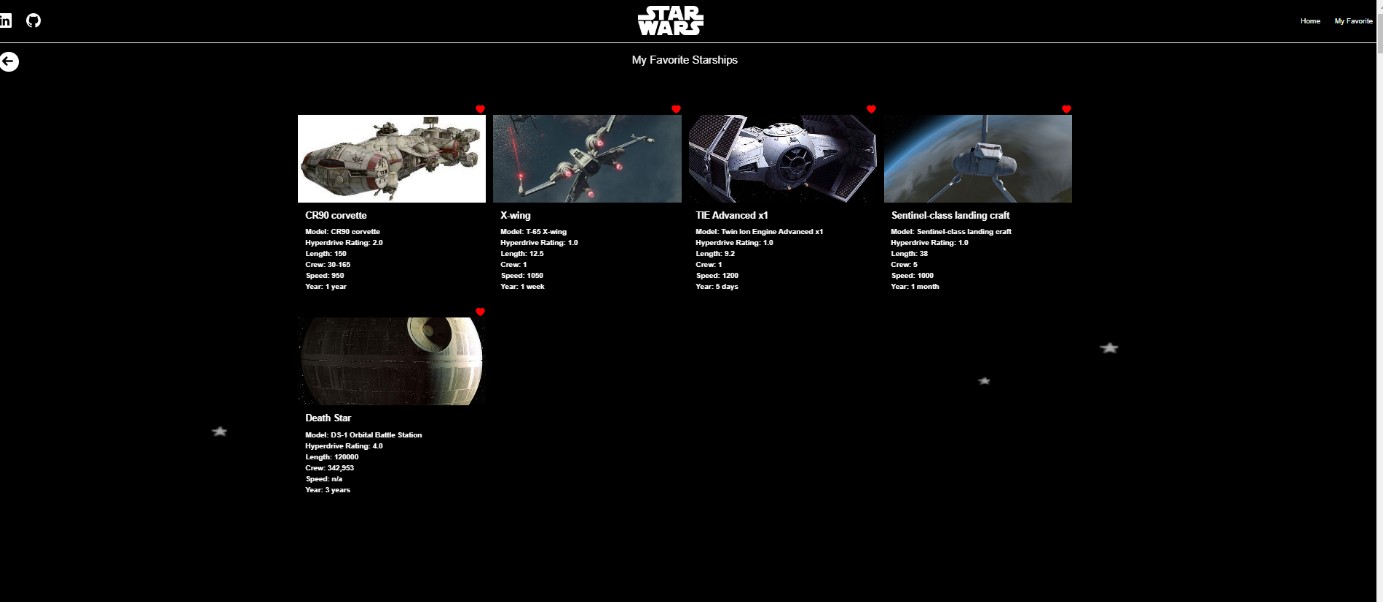 in
STAR
WARS
Home
My Favorite
My Favorite Starships
CR90 corvette
Model: CR90 corvette
Hyperdrive Rating: 2.0
Length: 150
Crew: 30-165
Speed: 950
Year: 1 year
X-wing
Model: T-65 X-wing
Hyperdrive Rating: 1.0
Length: 12.5
Crew: 1
Speed: 1050
Year: 1 week
TIE Advanced x1
Model: Twin Ion Engine Advanced x1
Hyperdrive Rating: 1.0
Length: 9.2
Crew: 1
Speed: 1200
Year: 5 days
Sentinel-class landing craft
Model: Sentinel-class landing craft
Hyperdrive Rating: 1.0
Length: 38
Crew: 5
Speed: 1000
Year: 1 month
Death Star
Model: DS-1 Orbital Battle Station
Hyperdrive Rating: 4.0
Length: 120000
Crew: 342,953
Speed: n/a
Year: 3 years